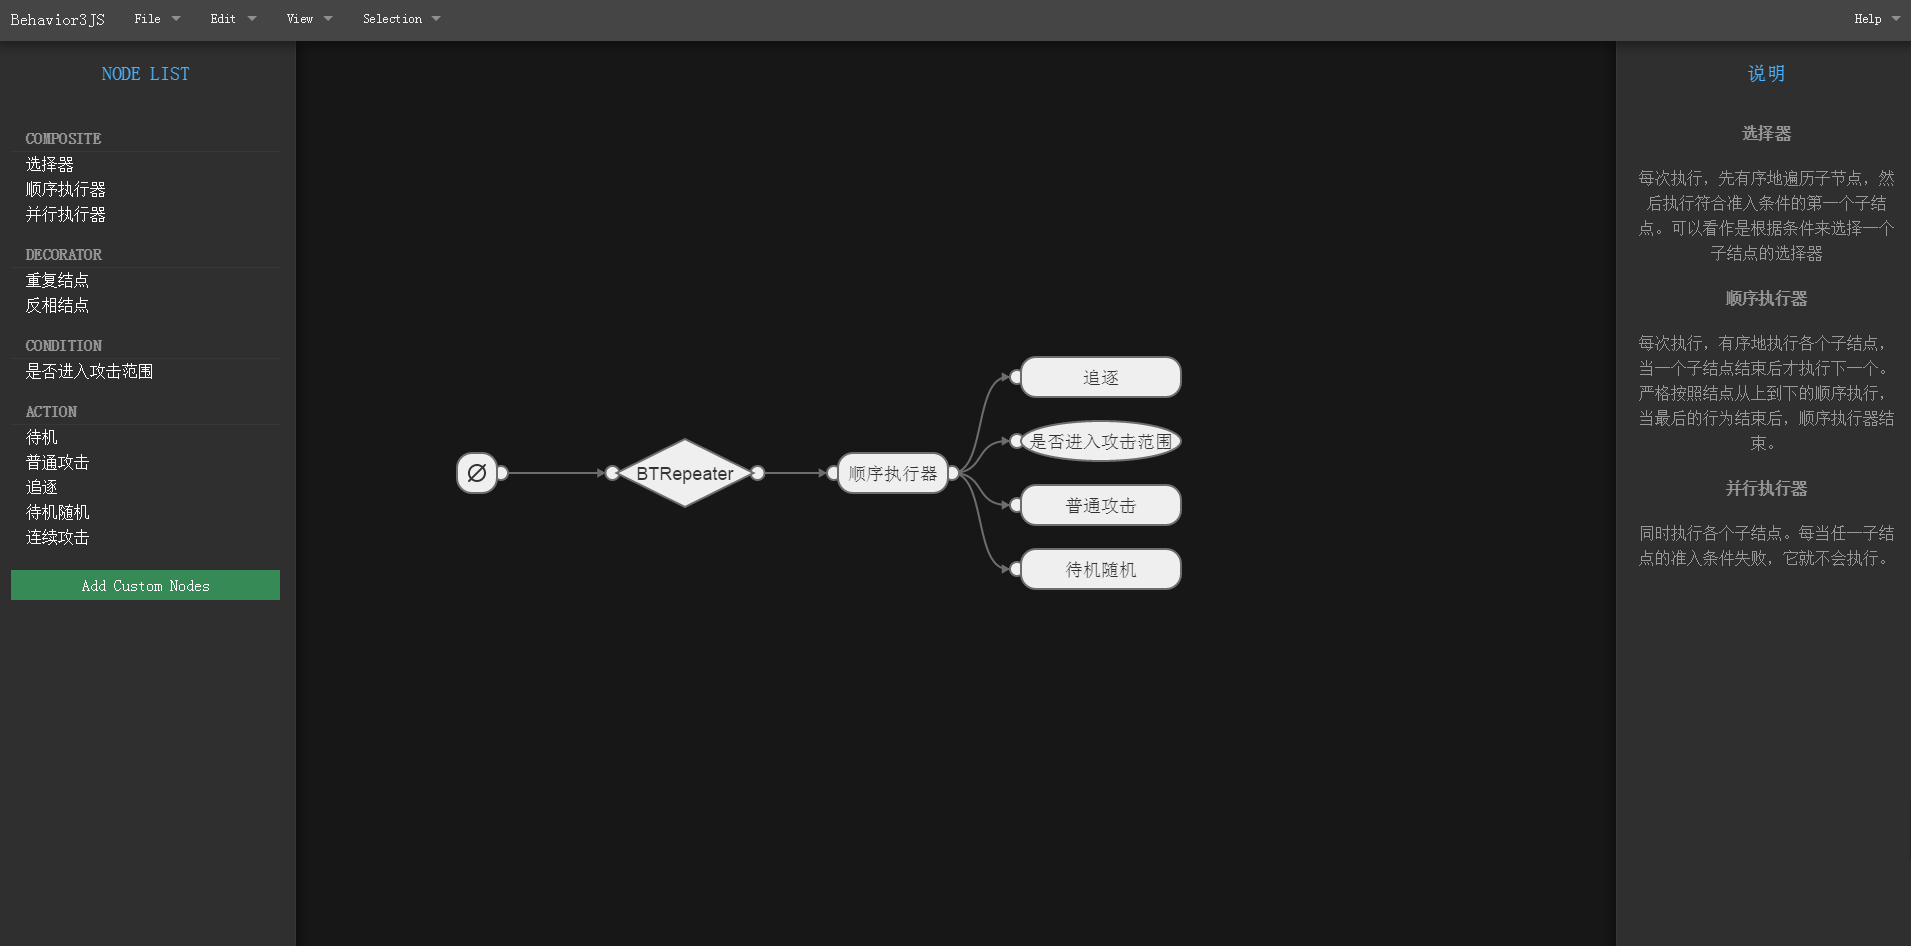 Behavior3JS File Edit View Selection Help
NODE LIST
COMPOSITE
选择器
顺序执行器
并行执行器
DECORATOR
重复结点
反相结点
CONDITION
是否进入攻击范围
ACTION
待机
普通攻击
追逐
待机随机
连续攻击
Add Custom Nodes
BTRepeater
顺序执行器
追逐
是否进入攻击范围
普通攻击
待机随机
说明
选择器
每次执行，先有序地遍历子节点，然
后执行符合准入条件的第一个子结
点。可以看作是根据条件来选择一个
子结点的选择器
顺序执行器
每次执行，有序地执行各个子结点，
当一个子结点结束后才执行下一个。
严格按照结点从上到下的顺序执行，
当最后的行为结束后，顺序执行器结
束。
并行执行器
同时执行各个子结点。每当任一子结
点的准入条件失败，它就不会执行。